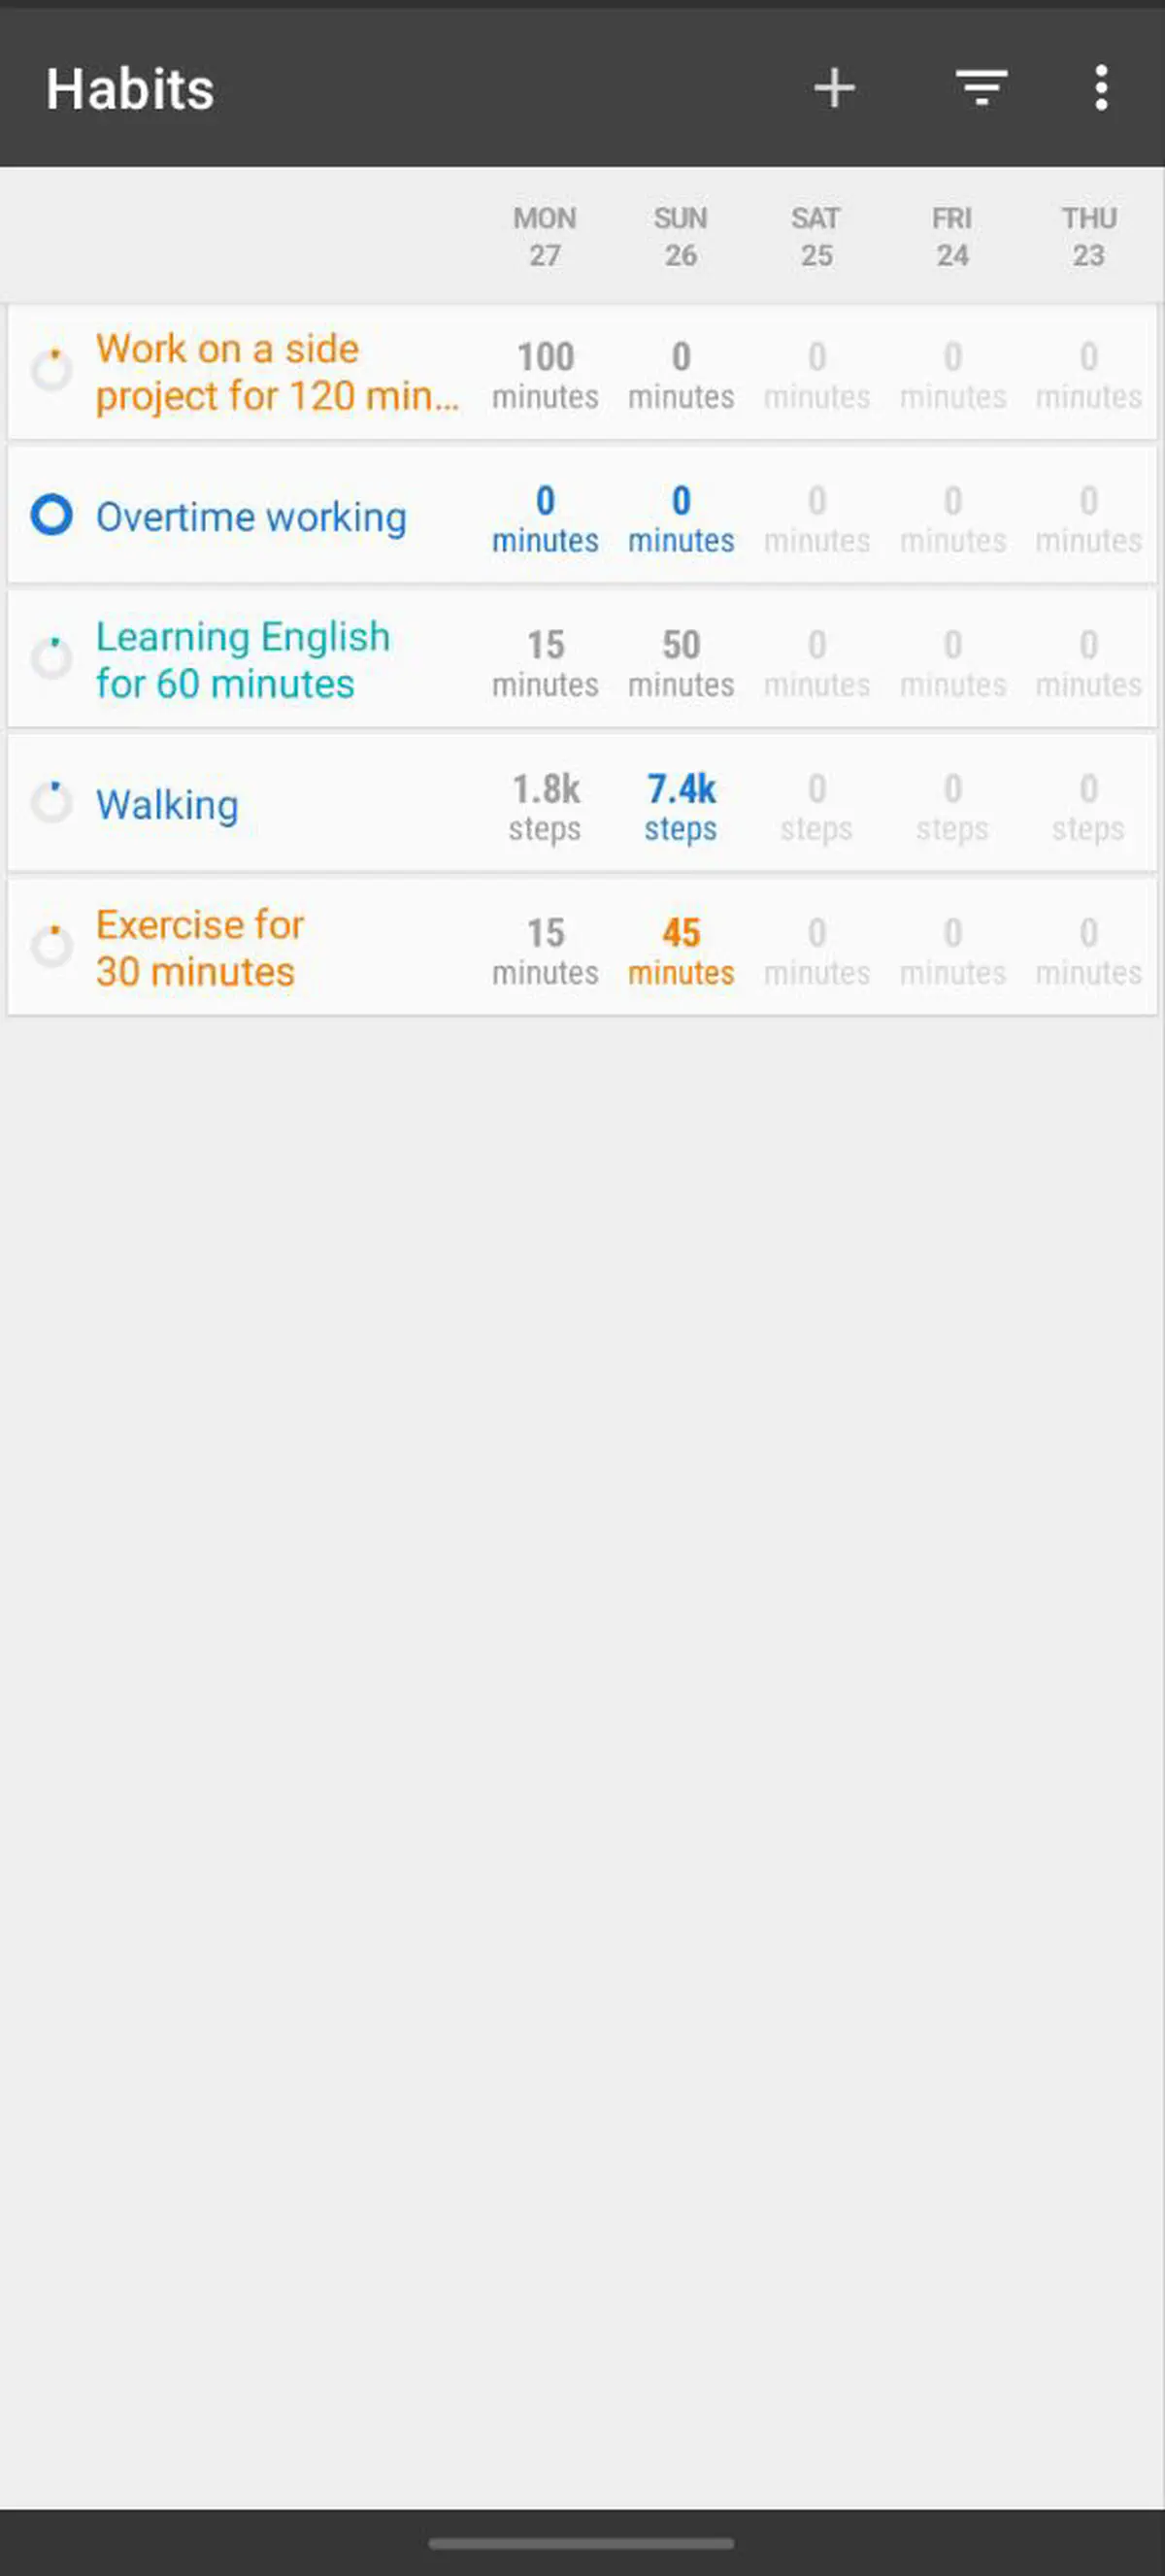 Habits
MON SUN SAT FRI THU
27 26 25 24 23
Work on a side
project for 120 min...
100 0 0 0 0
minutes minutes minutes minutes minutes
Overtime working
0 0 0 0 0
minutes minutes minutes minutes minutes
Learning English
for 60 minutes
15 50 0 0 0
minutes minutes minutes minutes minutes
Walking
1.8k 7.4k 0 0 0
steps steps steps steps steps
Exercise for
30 minutes
15 45 0 0 0
minutes minutes minutes minutes minutes